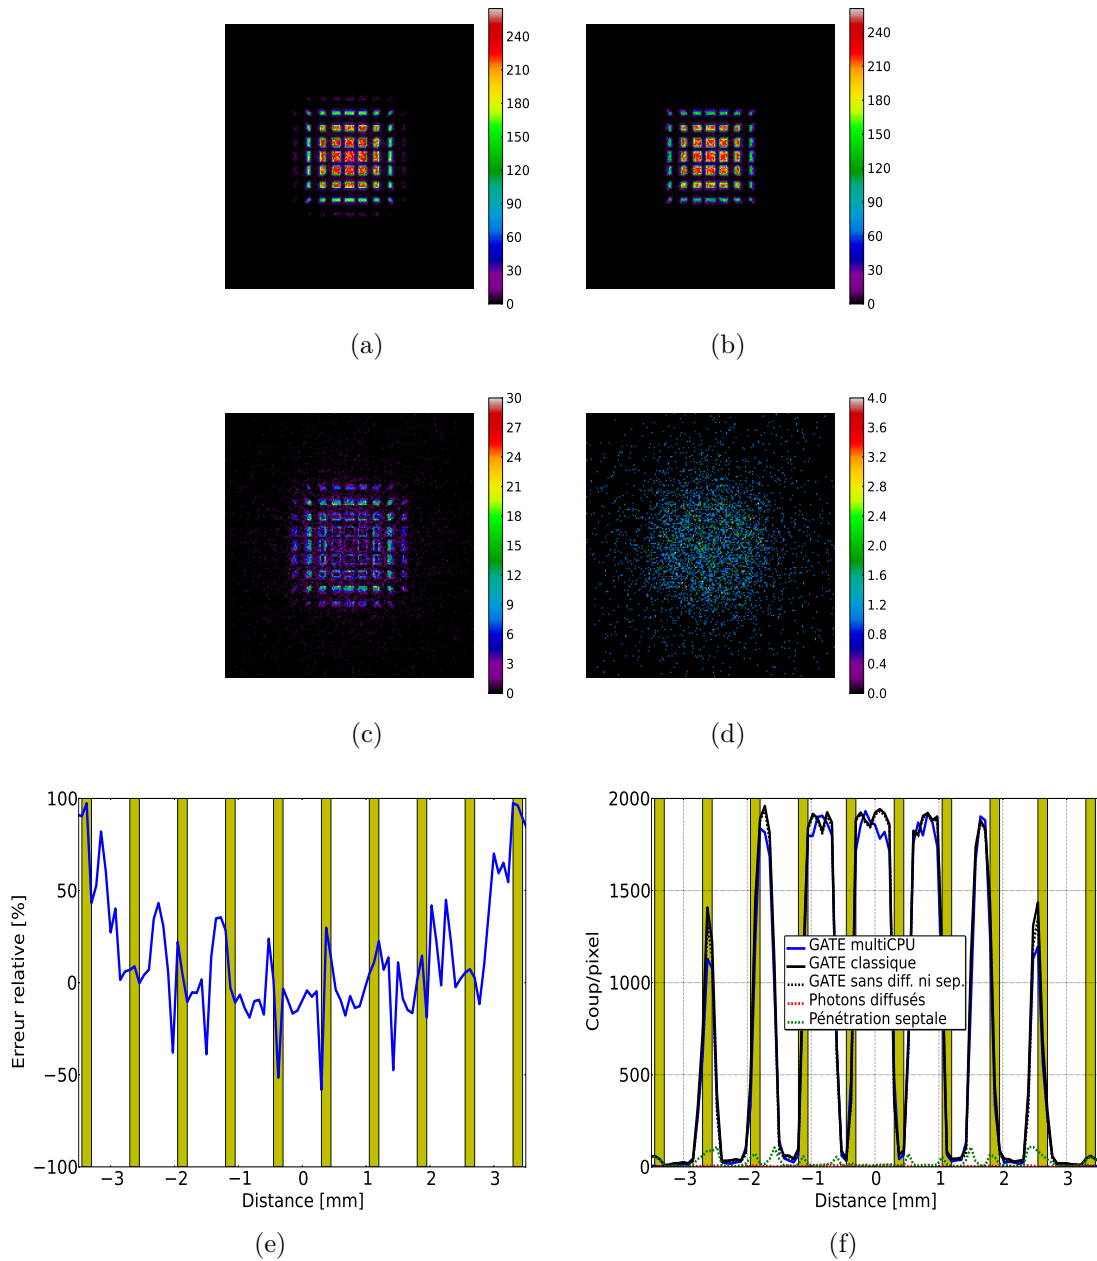 240
210
180
150
120
90
60
30
0
(a)
240
210
180
150
120
90
60
30
0
(b)
30
27
24
21
18
15
12
9
6
3
0
(c)
4.0
3.6
3.2
2.8
2.4
2.0
1.6
1.2
0.8
0.4
0.0
(d)
100
50
0
−50
−100
Erreur relative [%]
−3 −2 −1 0 1 2 3
Distance [mm]
(e)
2000
1500
1000
500
0
Coup/pixel
GATE multiCPU
GATE classique
GATE sans diff. ni sep.
Photons diffusés
Pénétration septale
−3 −2 −1 0 1 2 3
Distance [mm]
(f)